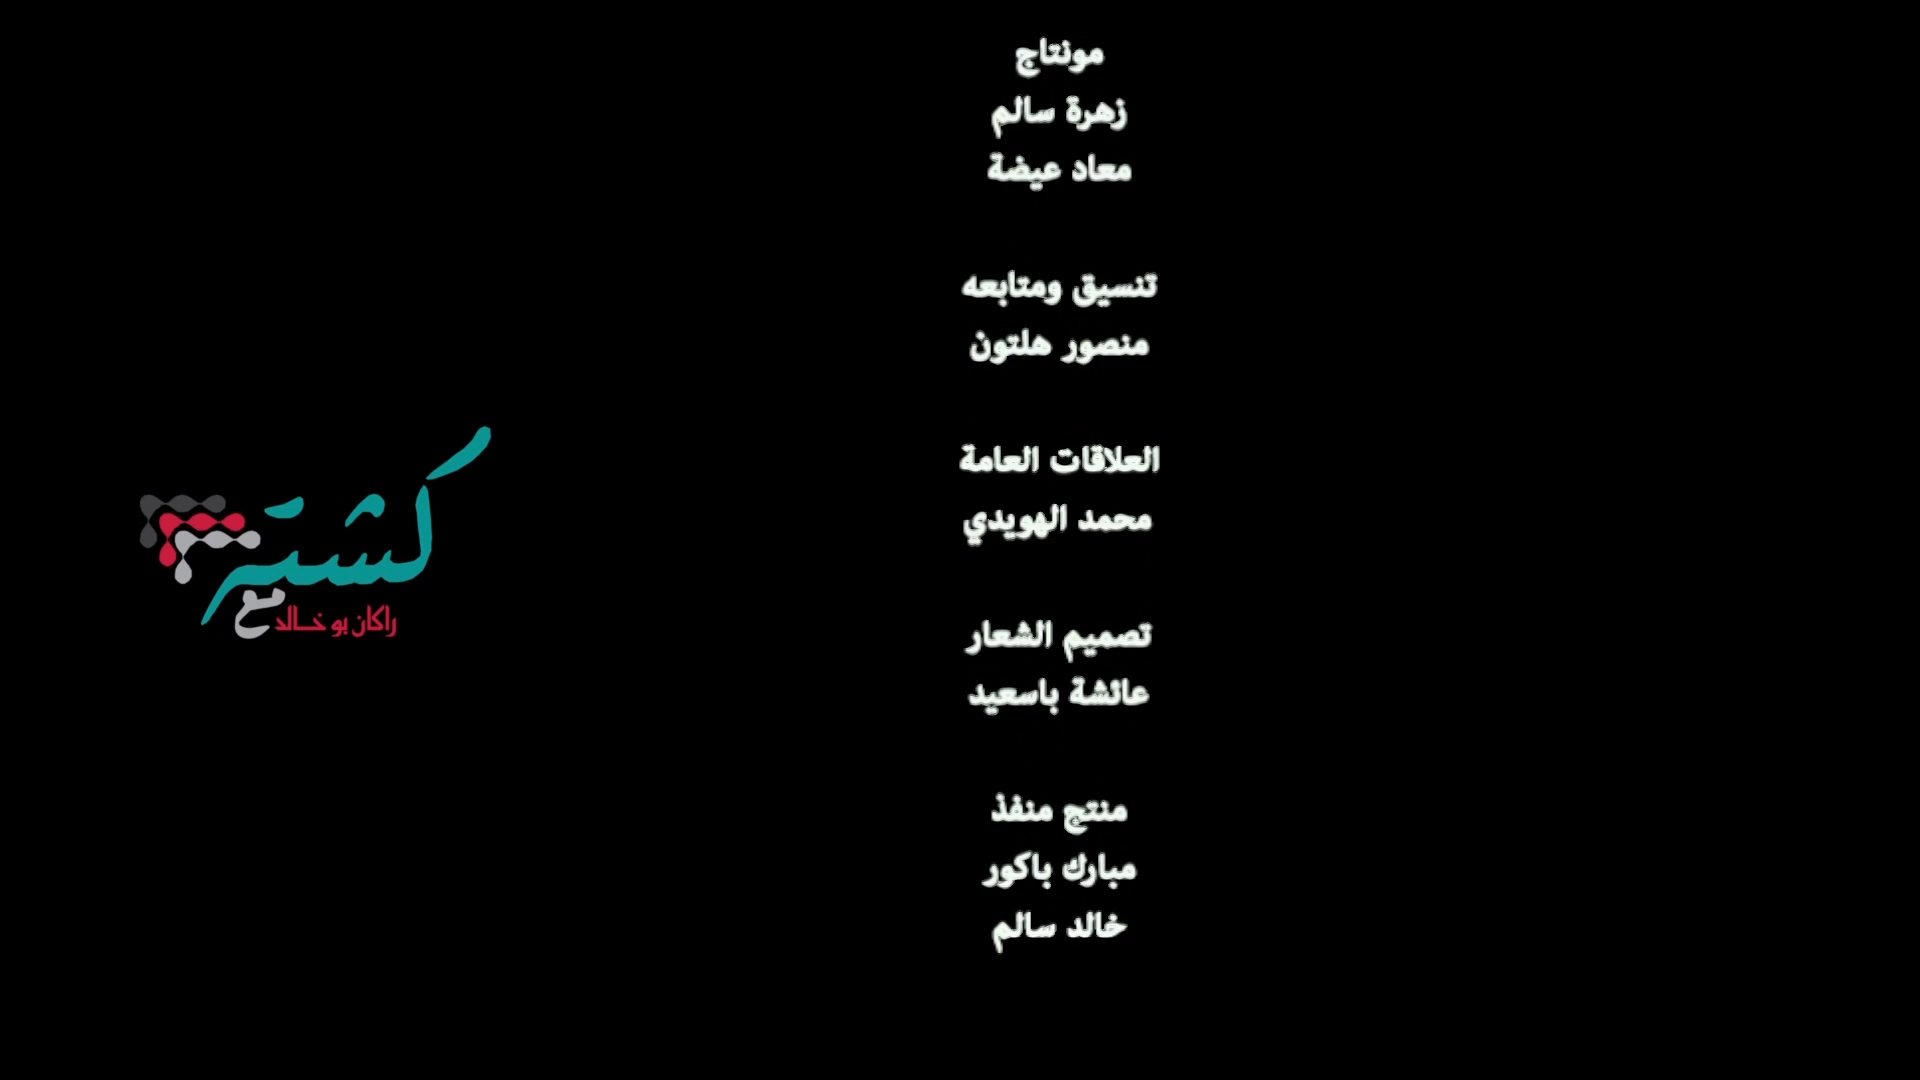 مونتاج
زهرة سالم
معاد عيضة
تنسيق ومتابعه
منصور هلتون
العلاقات العامة
محمد الهويدي
تصميم الشعار
عائشة باسعيد
منتج منفذ
مبارك باكور
خالد سالم
كشته
مع
راكان بو خالد